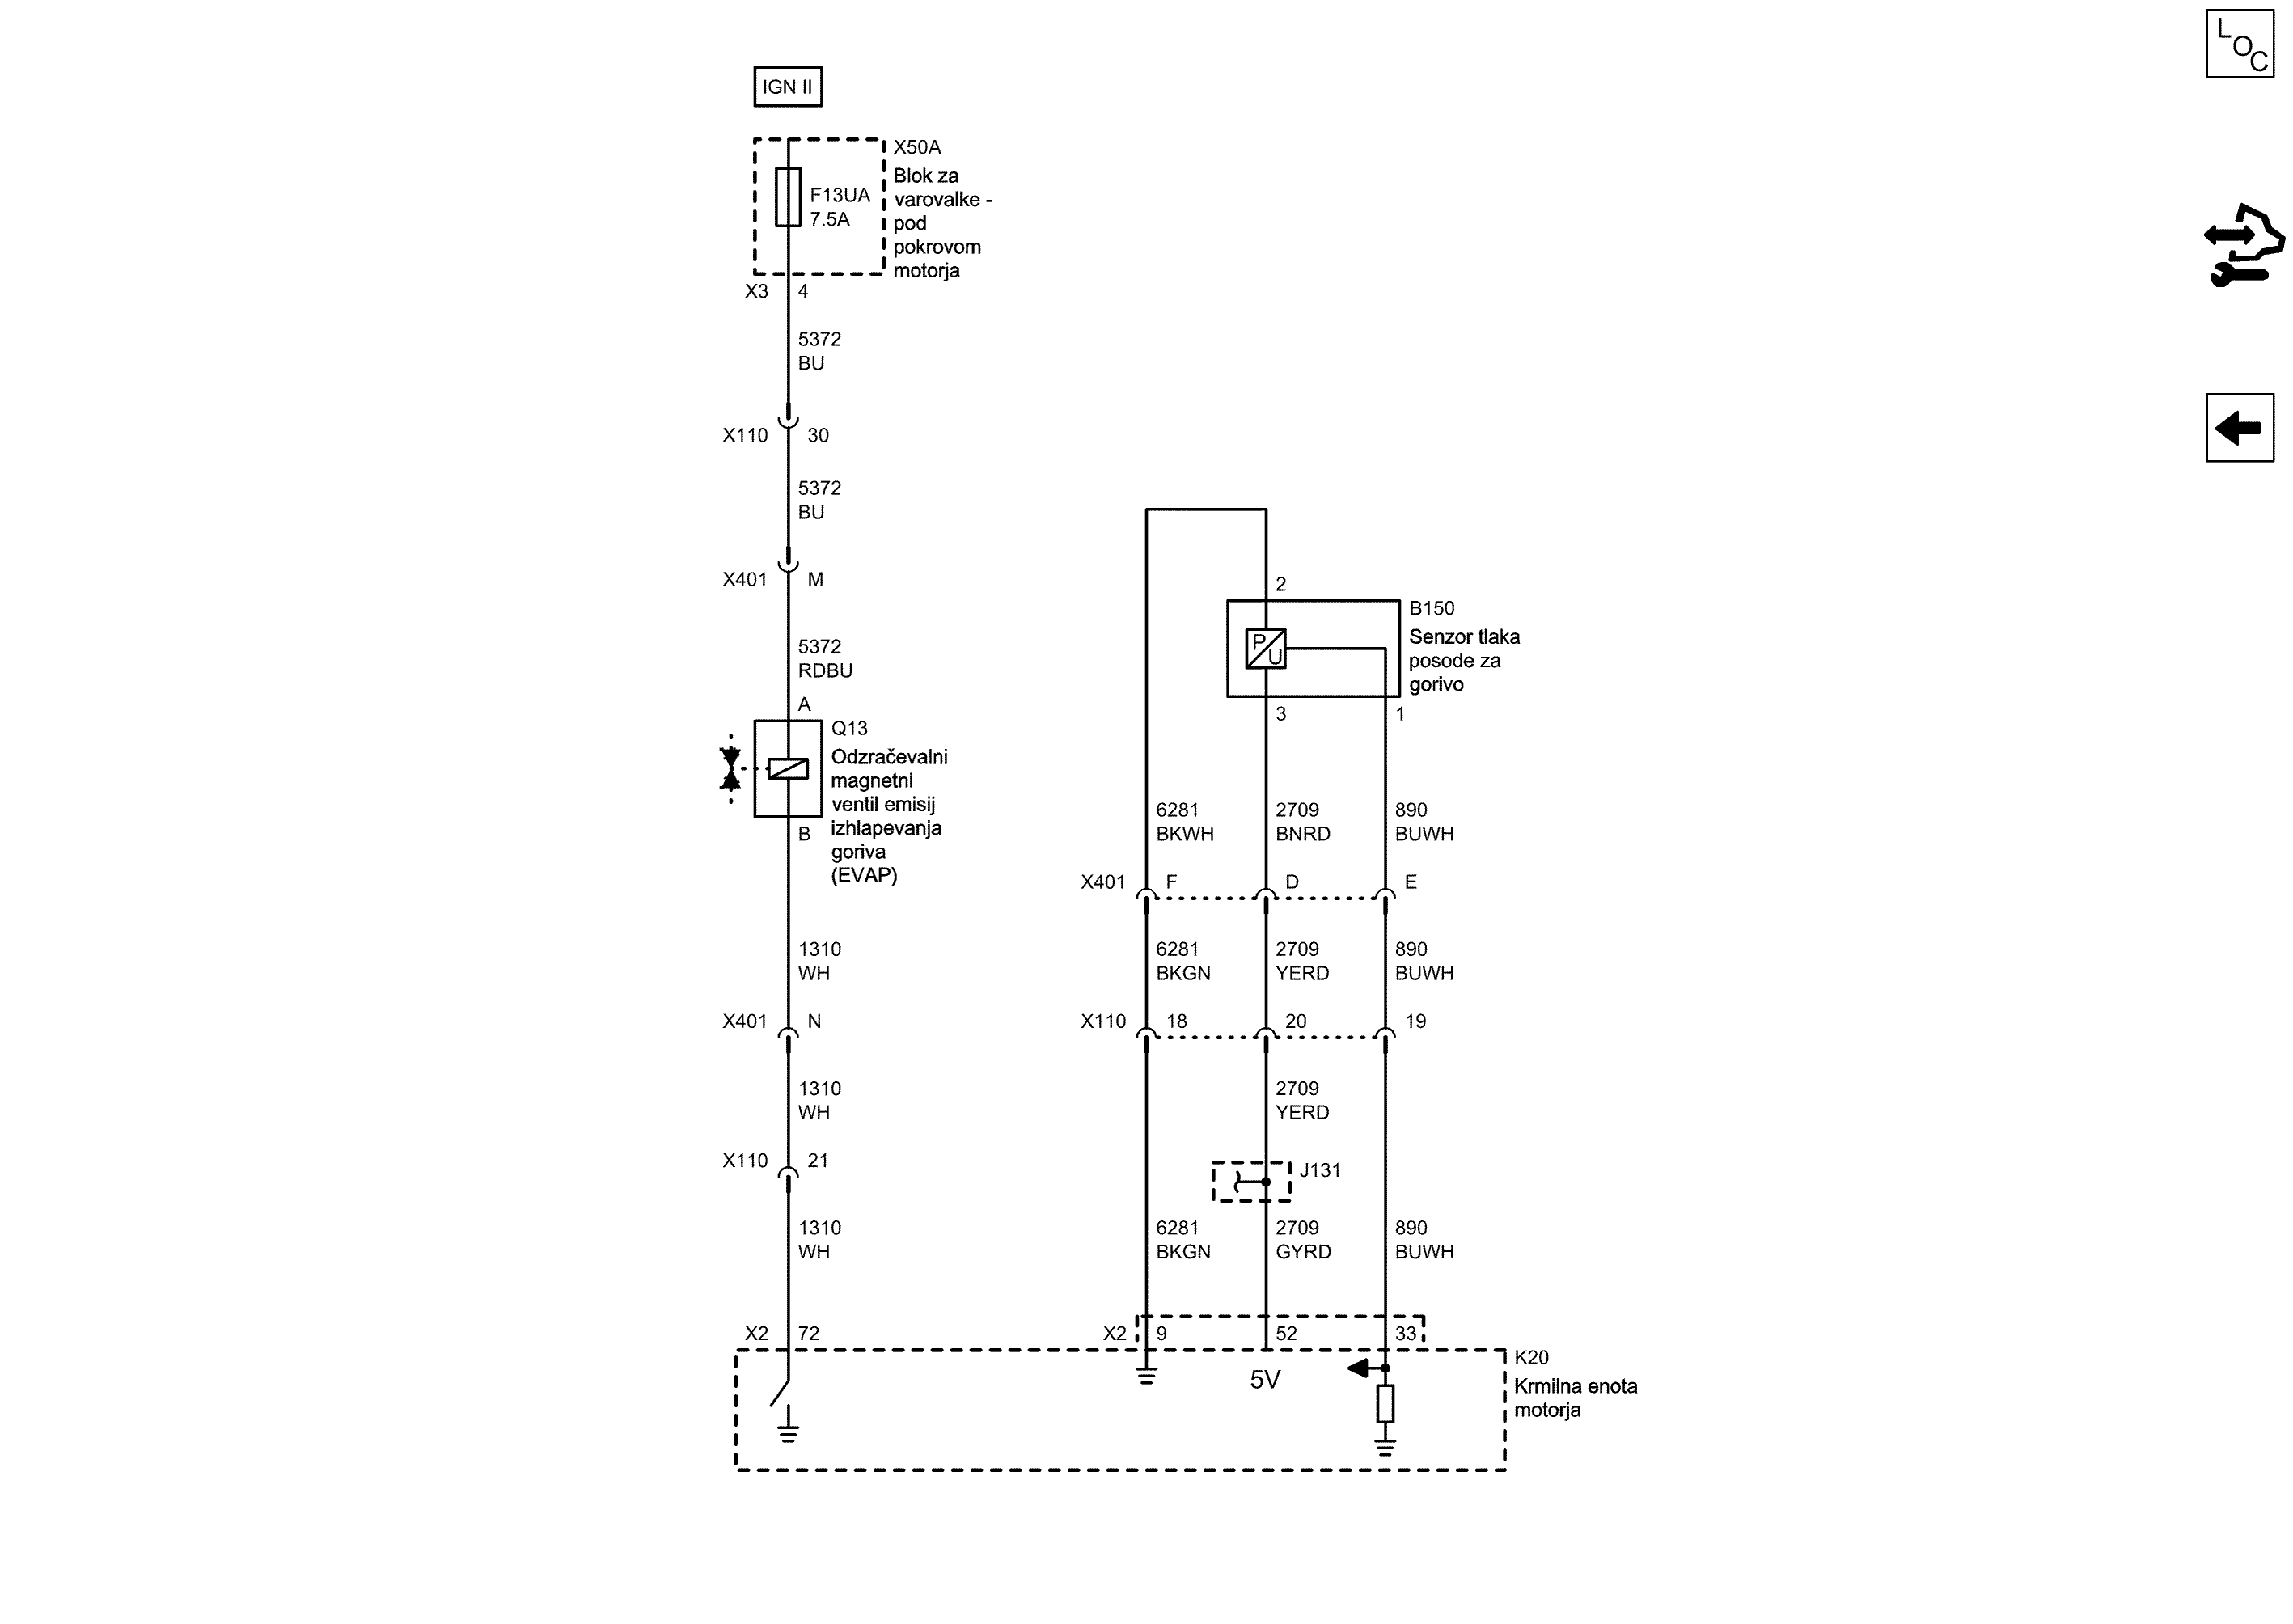 L
O
C
IGN II
X50A
Blok za
varovalke -
pod
pokrovom
motorja
F13UA
7.5A
X3 4
5372
BU
X110 30
5372
BU
X401 M
5372
RDBU
A
Q13
Odzračevalni
magnetni
ventil emisij
izhlapevanja
goriva
(EVAP)
B
1310
WH
X401 N
1310
WH
X110 21
1310
WH
X2 72
2
B150
Senzor tlaka
posode za
gorivo
P
U
3 1
6281 2709 890
BKWH BNRD BUWH
X401 F D E
6281 2709 890
BKGN YERD BUWH
X110 18 20 19
2709
YERD
J131
6281 2709 890
BKGN GYRD BUWH
X2 9 52 33
5V
K20
Krmilna enota
motorja